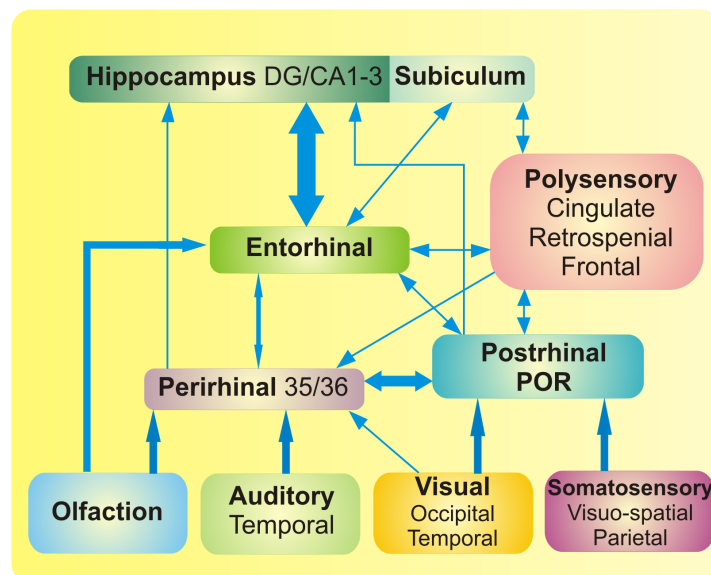 Hippocampus DG/CA1-3 Subiculum
Polysensory
Cingulate
Retrospenial
Frontal
Entorhinal
Postrhinal
POR
Perirhinal 35/36
Olfaction
Auditory
Temporal
Visual
Occipital
Temporal
Somatosensory
Visuo-spatial
Parietal